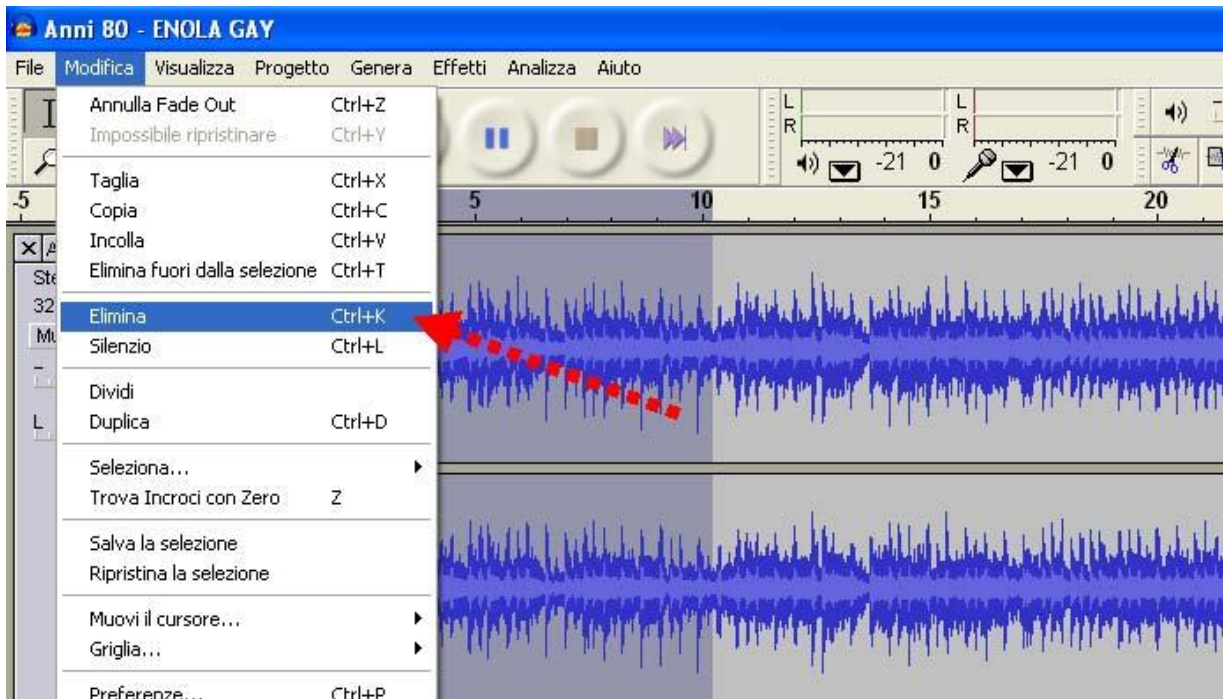 Anni 80 - ENOLA GAY
File Modifica Visualizza Progetto Genera Effetti Analizza Aiuto
Annulla Fade Out Ctrl+Z
Impossibile ripristinare Ctrl+Y
L
R
-21 0
L
R
-21 0
-5 5 10 15 20
Taglia Ctrl+X
Copia Ctrl+C
Incolla Ctrl+V
Elimina fuori dalla selezione Ctrl+T
Elimina Ctrl+K
Silenzio Ctrl+L
Dividi
Duplica Ctrl+D
Seleziona...
Trova Incroci con Zero Z
Salva la selezione
Ripristina la selezione
Muovi il cursore...
Griglia...
Preferenze... Ctrl+P
X
Ste
32
Mu
-
L